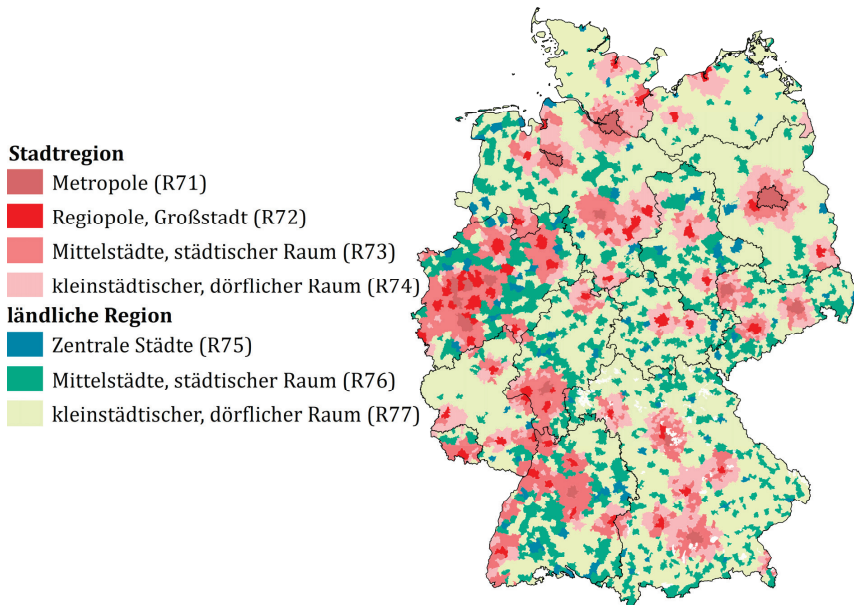 Stadtregion
Metropole (R71)
Regiopole, Großstadt (R72)
Mittelstädte, städtischer Raum (R73)
kleinstädtischer, dörflicher Raum (R74)
ländliche Region
Zentrale Städte (R75)
Mittelstädte, städtischer Raum (R76)
kleinstädtischer, dörflicher Raum (R77)